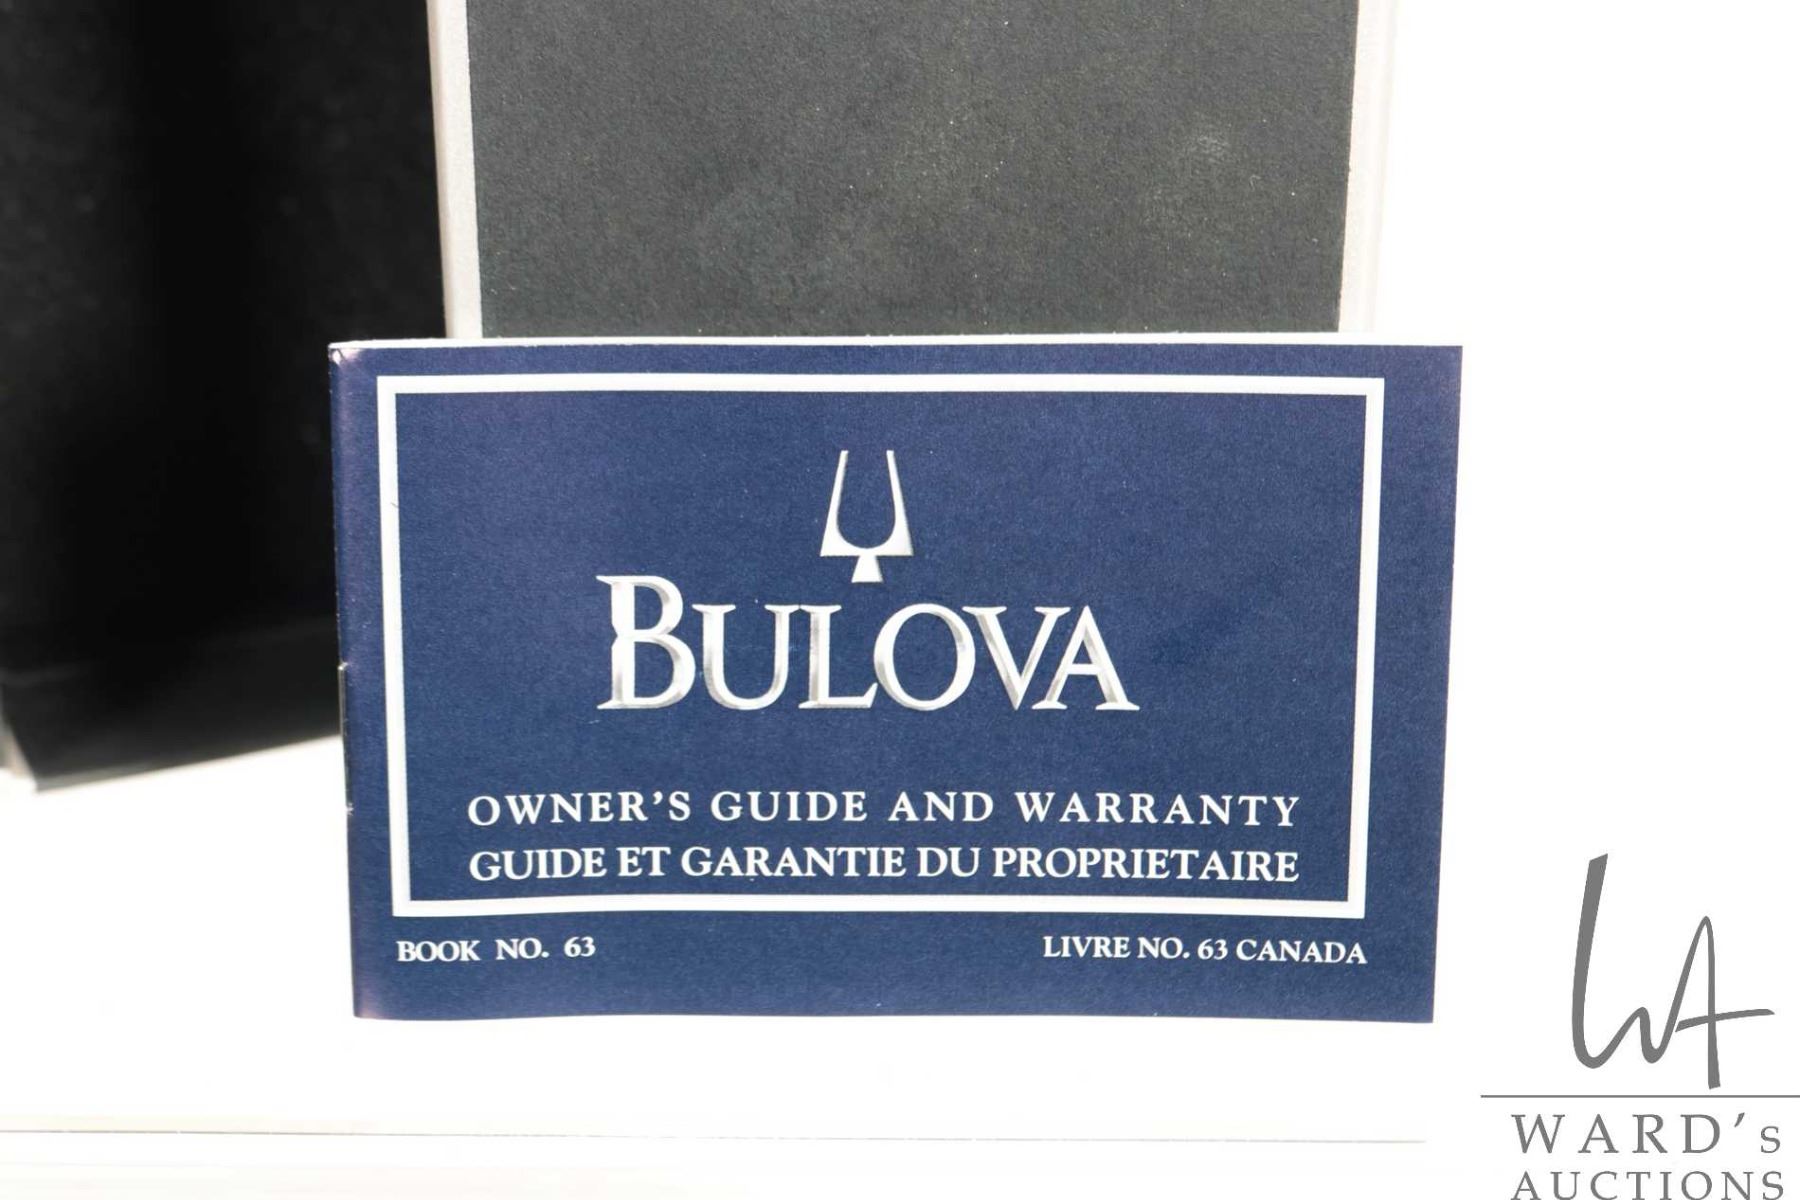 BULOVA
OWNER'S GUIDE AND WARRANTY
GUIDE ET GARANTIE DU PROPRIETAIRE
BOOK NO. 63
LIVRE NO. 63 CANADA
WA
WARD's
AUCTIONS